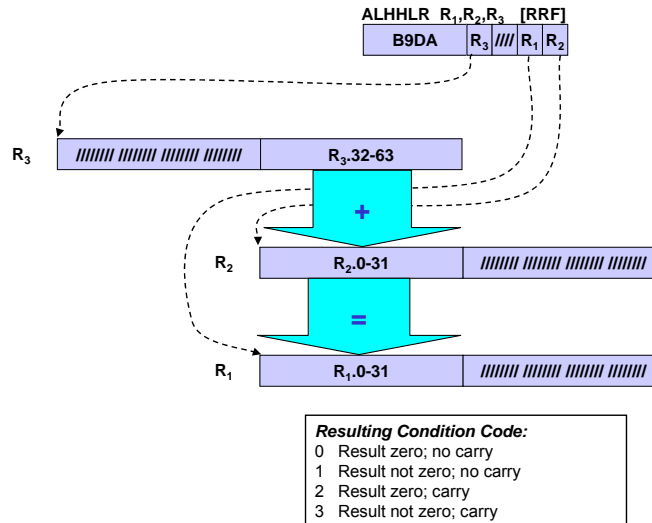 ALHHLR R₁,R₂,R₃ [RRF]
B9DA R₃ //// R₁ R₂
R₃ //////// //////// //////// //////// R₃.32-63
+
R₂ R₂.0-31 //////// //////// //////// ////////
=
R₁ R₁.0-31 //////// //////// //////// ////////
Resulting Condition Code:
0 Result zero; no carry
1 Result not zero; no carry
2 Result zero; carry
3 Result not zero; carry